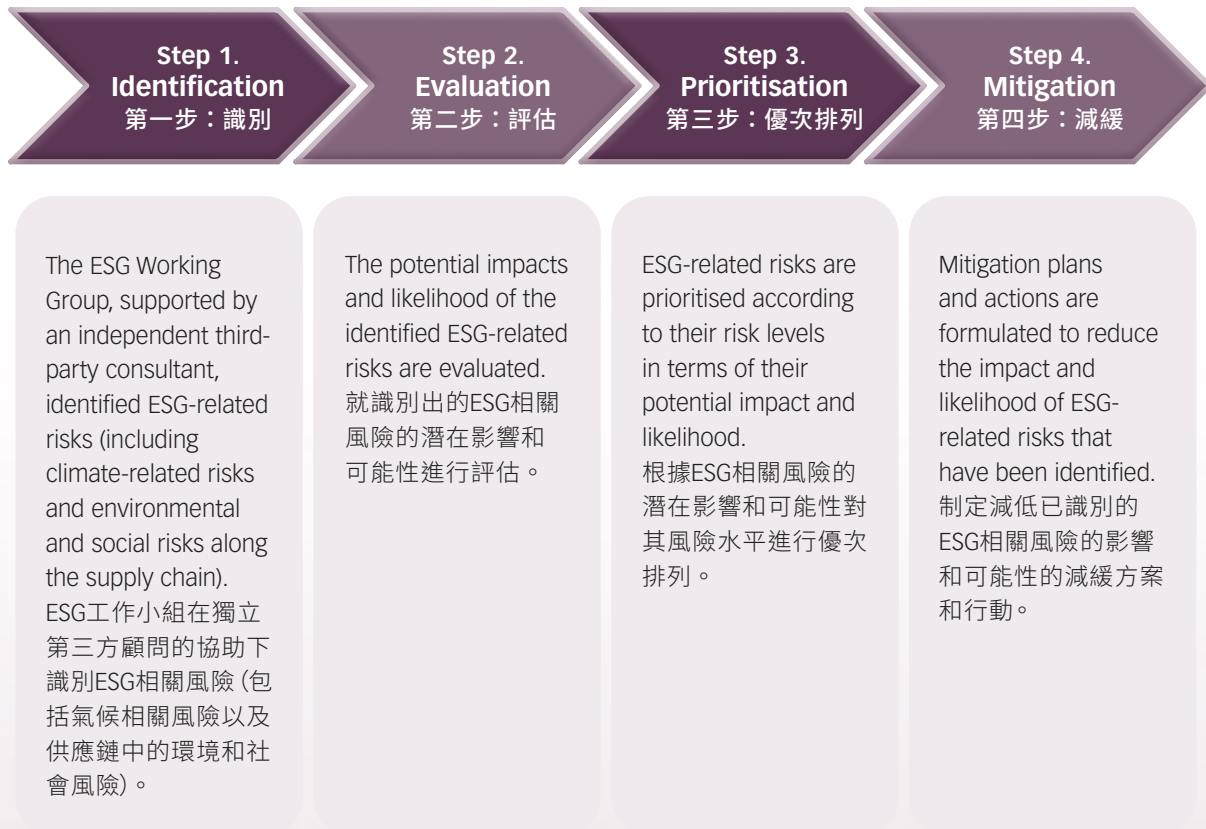 Step 1.
Identification
第一步：識別
Step 2.
Evaluation
第二步：評估
Step 3.
Prioritisation
第三步：優次排列
Step 4.
Mitigation
第四步：減緩
The ESG Working
Group, supported by
an independent third-
party consultant,
identified ESG-related
risks (including
climate-related risks
and environmental
and social risks along
the supply chain).
ESG工作小組在獨立
第三方顧問的協助下
識別ESG相關風險（包
括氣候相關風險以及
供應鏈中的環境和社
會風險）。
The potential impacts
and likelihood of the
identified ESG-related
risks are evaluated.
就識別出的ESG相關
風險的潛在影響和
可能性進行評估。
ESG-related risks are
prioritised according
to their risk levels
in terms of their
potential impact and
likelihood.
根據ESG相關風險的
潛在影響和可能性對
其風險水平進行優次
排列。
Mitigation plans
and actions are
formulated to reduce
the impact and
likelihood of ESG-
related risks that
have been identified.
制定減低已識別的
ESG相關風險的影響
和可能性的減緩方案
和行動。